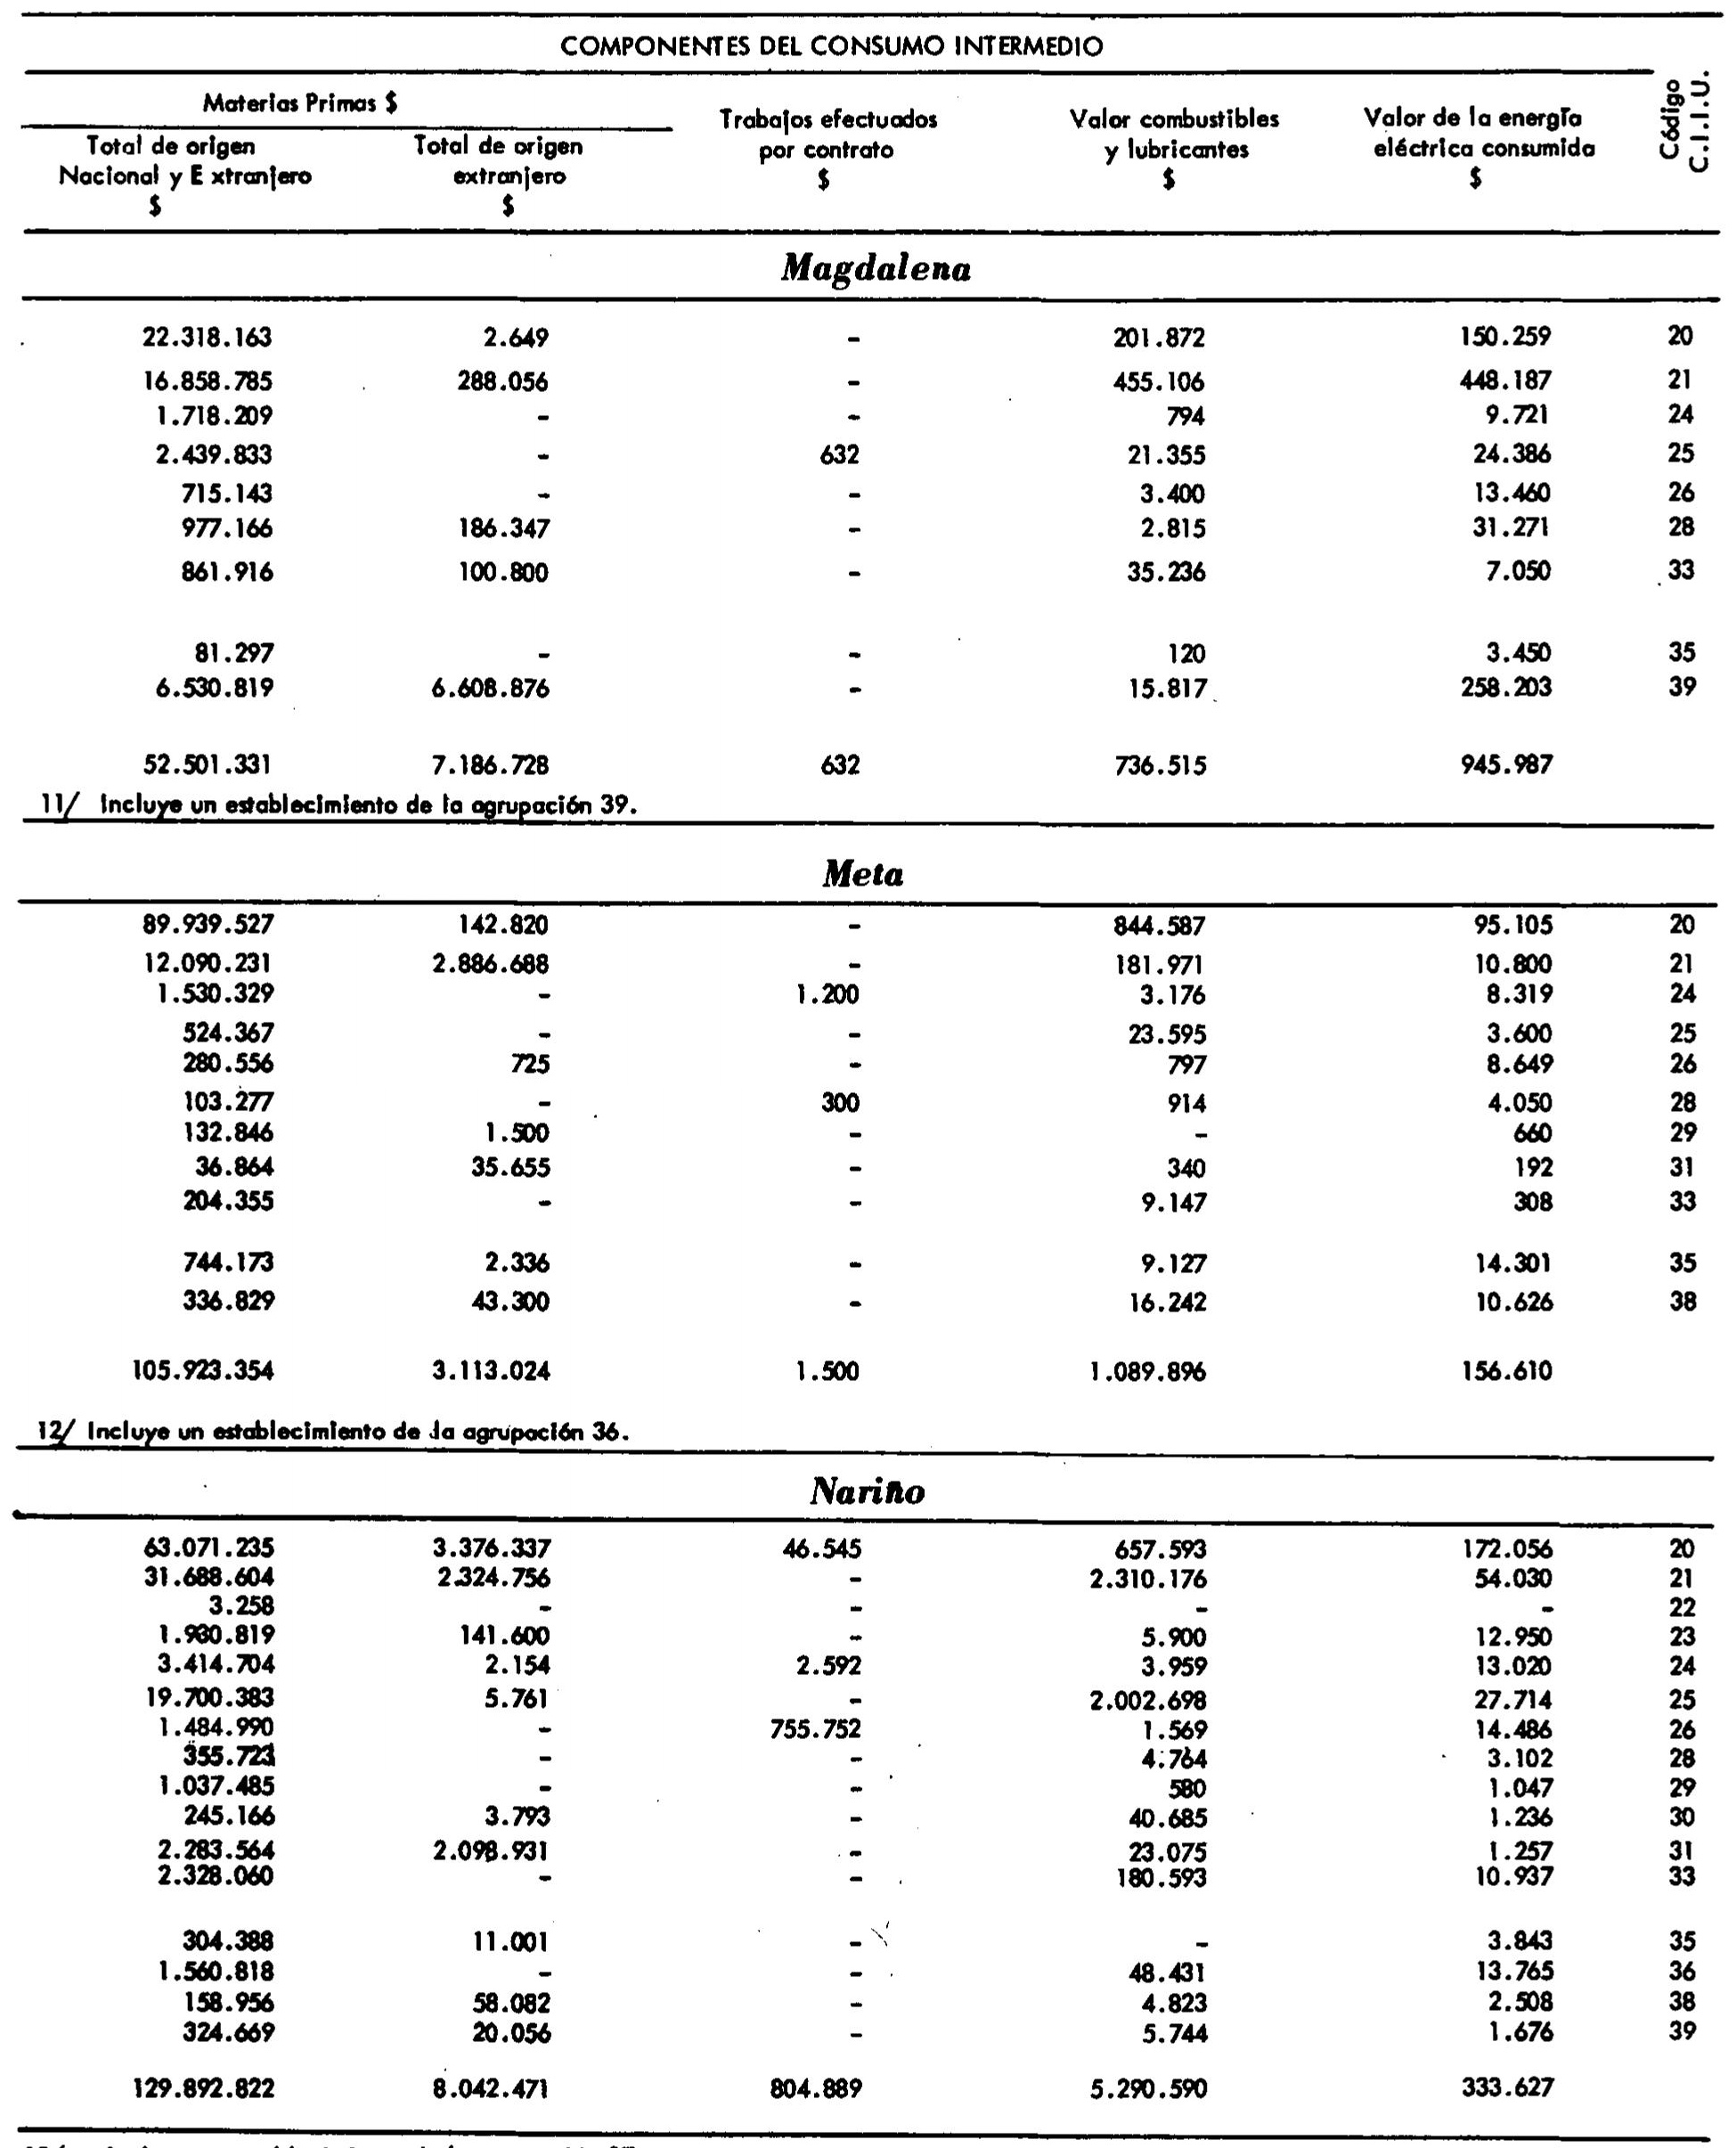 COMPONENTES DEL CONSUMO INTERMEDIO
Materias Primas $
Total de origen Nacional y E xtranjero $
Total de origen extranjero $
Trabajos efectuados por contrato $
Valor combustibles y lubricantes $
Valor de la energía eléctrica consumida $
Código C.I.I.U.
Magdalena
22.318.163 2.649 - 201.872 150.259 20
16.858.785 288.056 - 455.106 448.187 21
1.718.209 - - 794 9.721 24
2.439.833 - 632 21.355 24.386 25
715.143 - - 3.400 13.460 26
977.166 186.347 - 2.815 31.271 28
861.916 100.800 - 35.236 7.050 33
81.297 - - 120 3.450 35
6.530.819 6.608.876 - 15.817 258.203 39
52.501.331 7.186.728 632 736.515 945.987
11/ Incluye un establecimiento de la agrupación 39.
Meta
89.939.527 142.820 - 844.587 95.105 20
12.090.231 2.886.688 - 181.971 10.800 21
1.530.329 - 1.200 3.176 8.319 24
524.367 - - 23.595 3.600 25
280.556 725 - 797 8.649 26
103.277 - 300 914 4.050 28
132.846 1.500 - - 660 29
36.864 35.655 - 340 192 31
204.355 - - 9.147 308 33
744.173 2.336 - 9.127 14.301 35
336.829 43.300 - 16.242 10.626 38
105.923.354 3.113.024 1.500 1.089.896 156.610
12/ Incluye un establecimiento de la agrupación 36.
Nariño
63.071.235 3.376.337 46.545 657.593 172.056 20
31.688.604 2.324.756 - 2.310.176 54.030 21
3.258 - - - - 22
1.930.819 141.600 - 5.900 12.950 23
3.414.704 2.154 2.592 3.959 13.020 24
19.700.383 5.761 - 2.002.698 27.714 25
1.484.990 - 755.752 1.569 14.486 26
355.723 - - 4.764 3.102 28
1.037.485 - - 580 1.047 29
245.166 3.793 - 40.685 1.236 30
2.283.564 2.098.931 - 23.075 1.257 31
2.328.060 - - 180.593 10.937 33
304.388 11.001 - - 3.843 35
1.560.818 - - 48.431 13.765 36
158.956 58.082 - 4.823 2.508 38
324.669 20.056 - 5.744 1.676 39
129.892.822 8.042.471 804.889 5.290.590 333.627